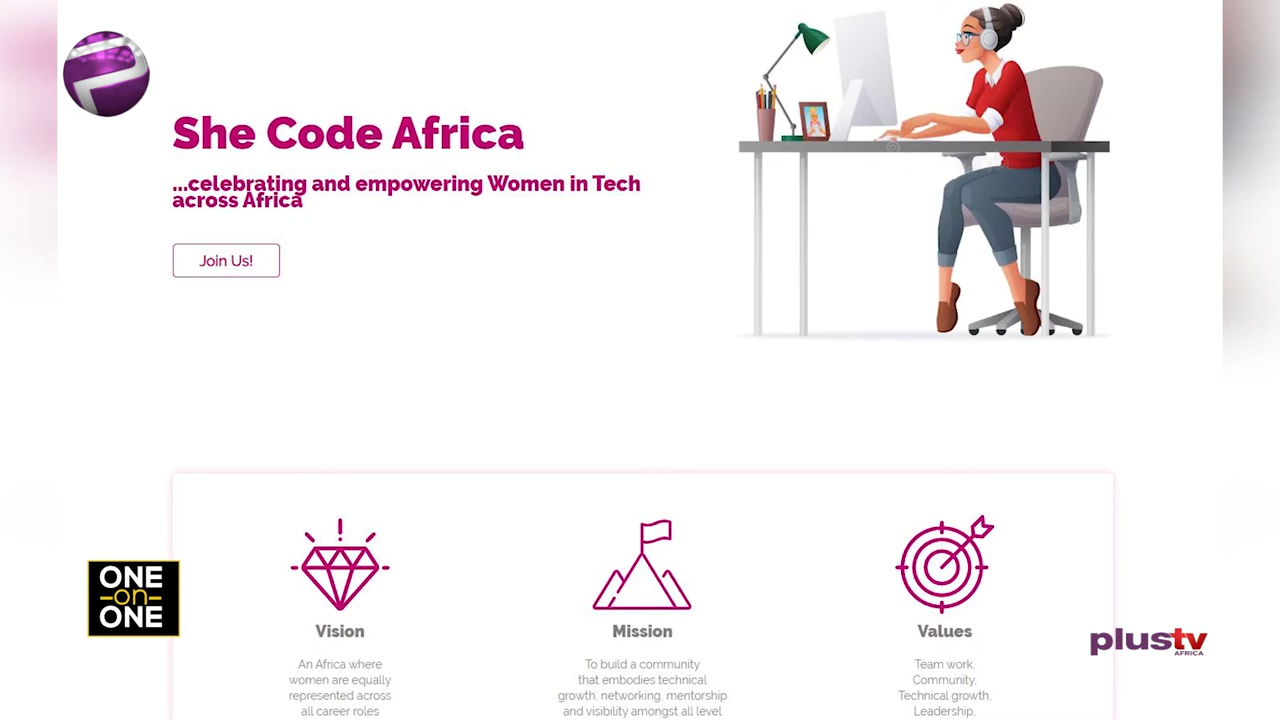 She Code Africa
...celebrating and empowering Women in Tech
across Africa
Join Us!
Vision
An Africa where
women are equally
represented across
all career roles
Mission
To build a community
that embodies technical
growth, networking, mentorship
and visibility amongst all level
Values
Team work,
Community,
Technical growth,
Leadership,
ONE
on
ONE
plustv
AFRICA